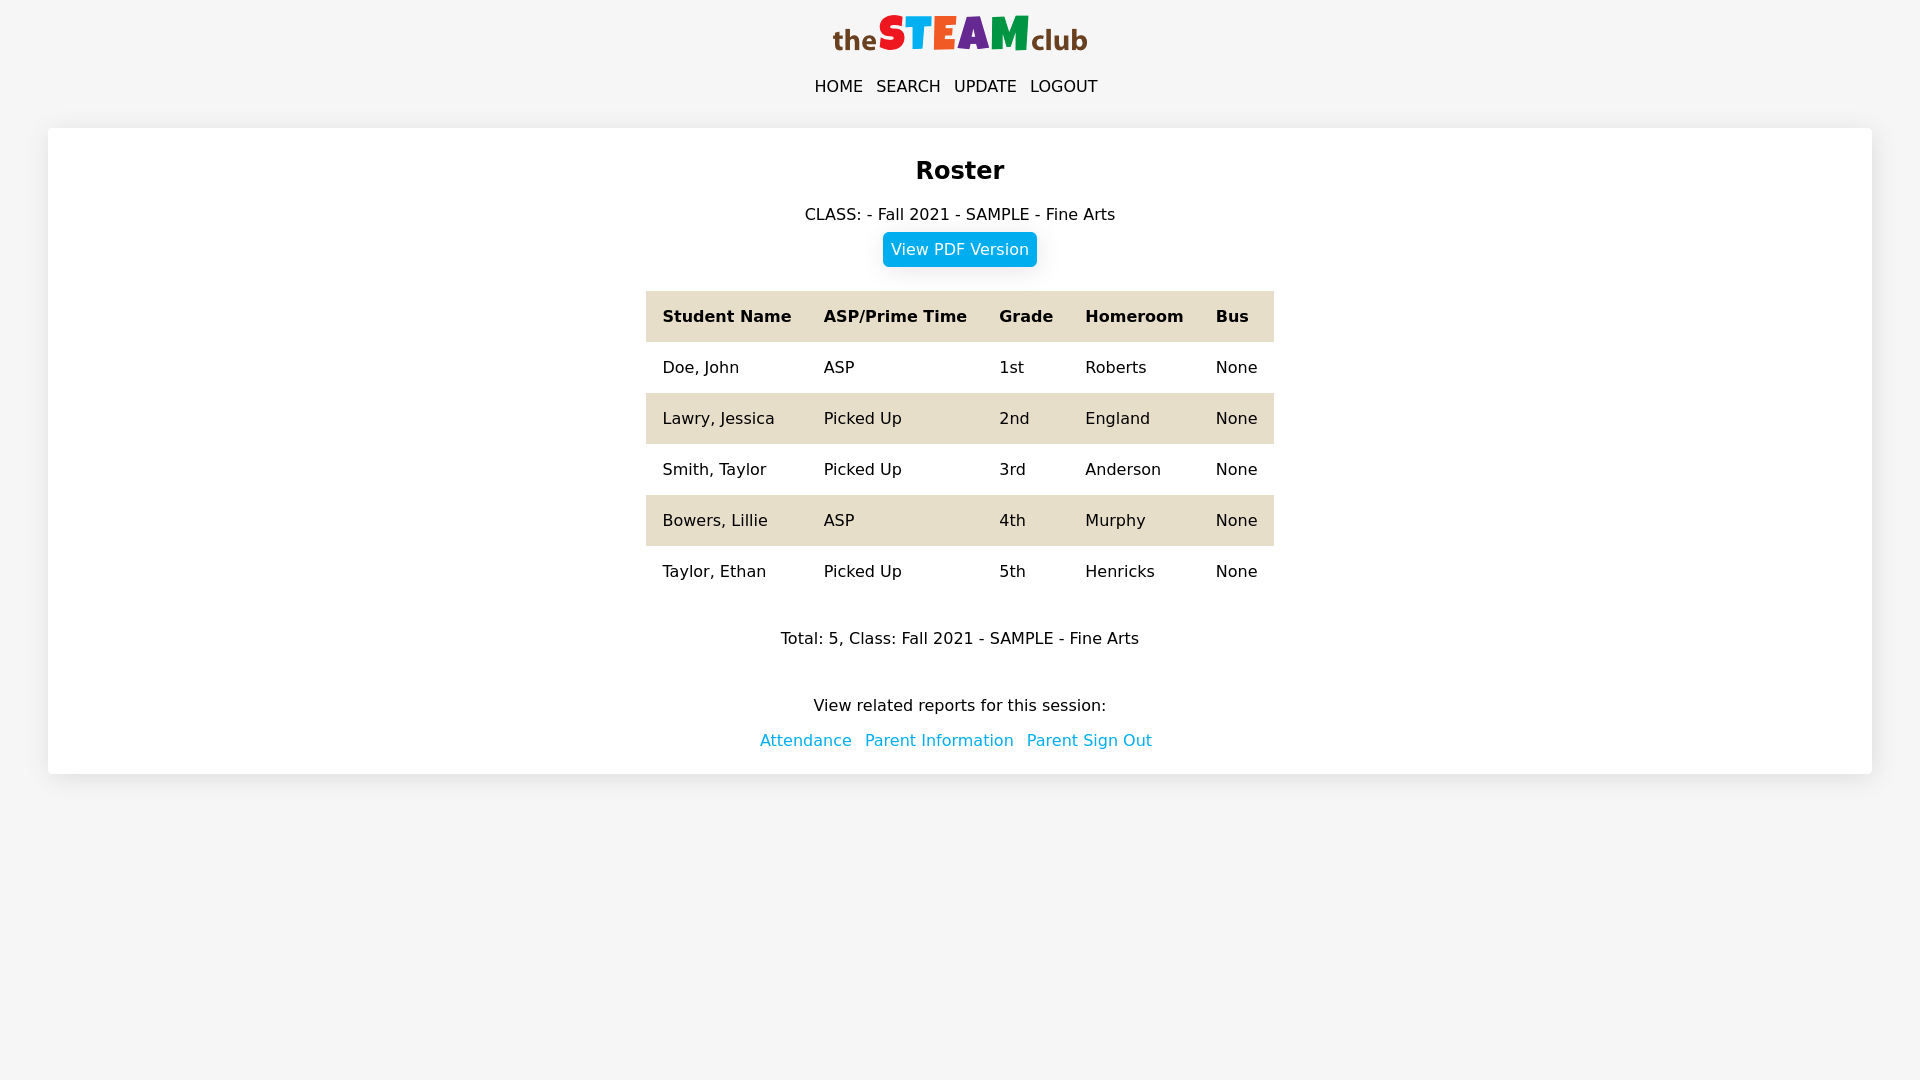 the STEAM club
HOME SEARCH UPDATE LOGOUT
Roster
CLASS: - Fall 2021 - SAMPLE - Fine Arts
View PDF Version
Student Name ASP/Prime Time Grade Homeroom Bus
Doe, John ASP 1st Roberts None
Lawry, Jessica Picked Up 2nd England None
Smith, Taylor Picked Up 3rd Anderson None
Bowers, Lillie ASP 4th Murphy None
Taylor, Ethan Picked Up 5th Henricks None
Total: 5, Class: Fall 2021 - SAMPLE - Fine Arts
View related reports for this session:
Attendance Parent Information Parent Sign Out